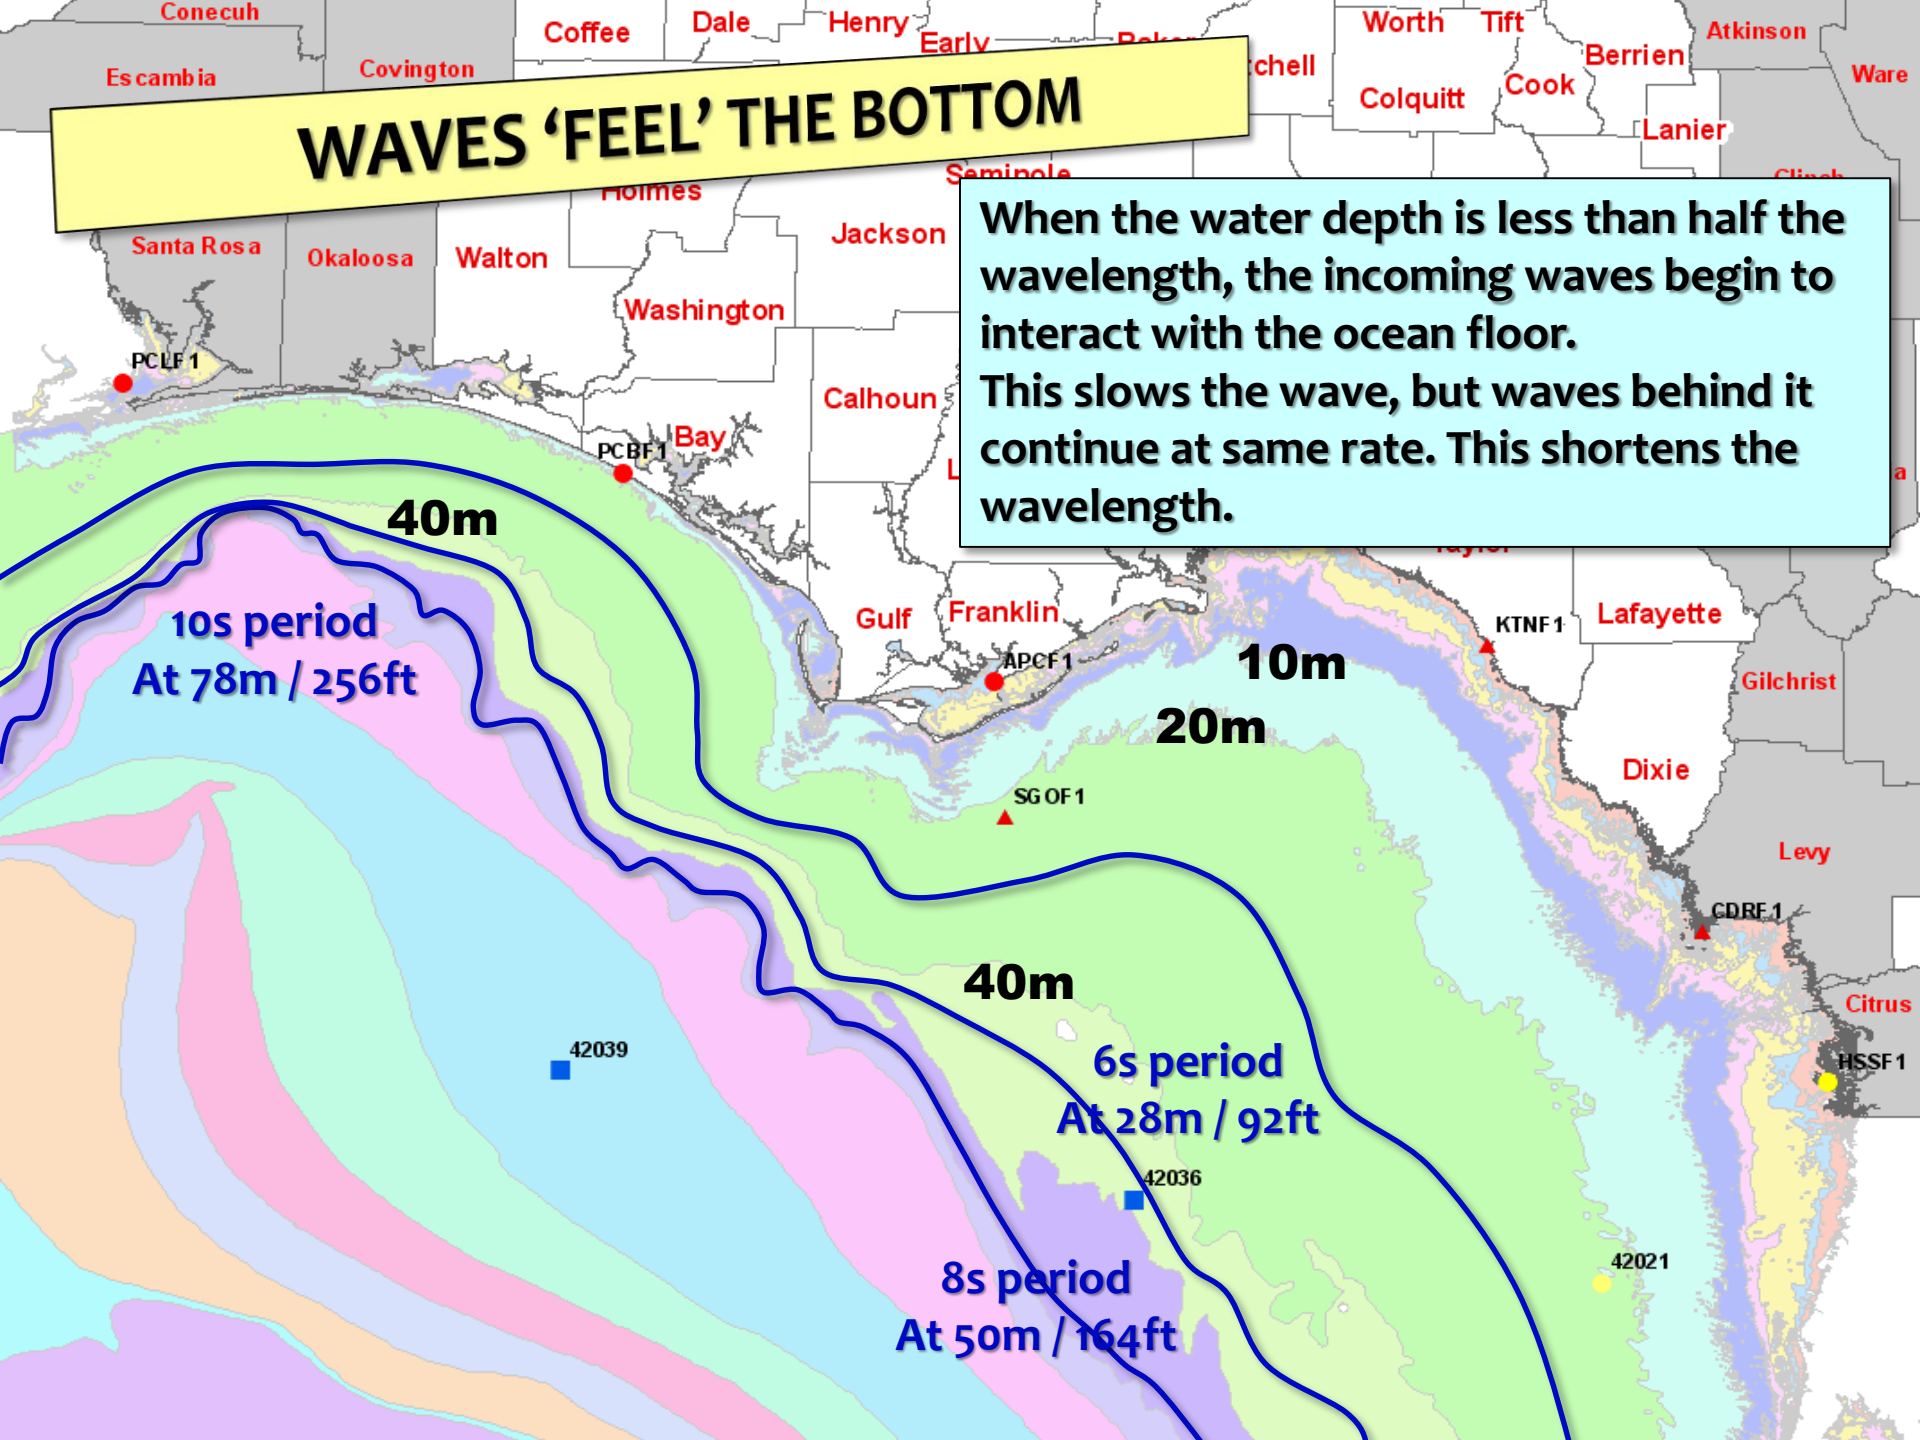 Conecuh
Coffee
Dale
Henry
Early
Worth
Tift
Atkinson
Berrien
Escambia
Covington
tchell
Colquitt
Cook
Ware
WAVES ‘FEEL’ THE BOTTOM
Lanier
Holmes
Seminole
Clinch
When the water depth is less than half the
wavelength, the incoming waves begin to
interact with the ocean floor.
This slows the wave, but waves behind it
continue at same rate. This shortens the
wavelength.
Santa Rosa
Okaloosa
Walton
Jackson
Washington
PCLF1
Calhoun
PCBF1
Bay
L
a
40m
Taylor
10s period
At 78m / 256ft
Gulf
Franklin
KTNF1
Lafayette
APCF1
10m
Gilchrist
20m
Dixie
SGOF1
Levy
CDRF1
40m
Citrus
42039
6s period
At 28m / 92ft
HSSF1
42036
42021
8s period
At 50m / 164ft